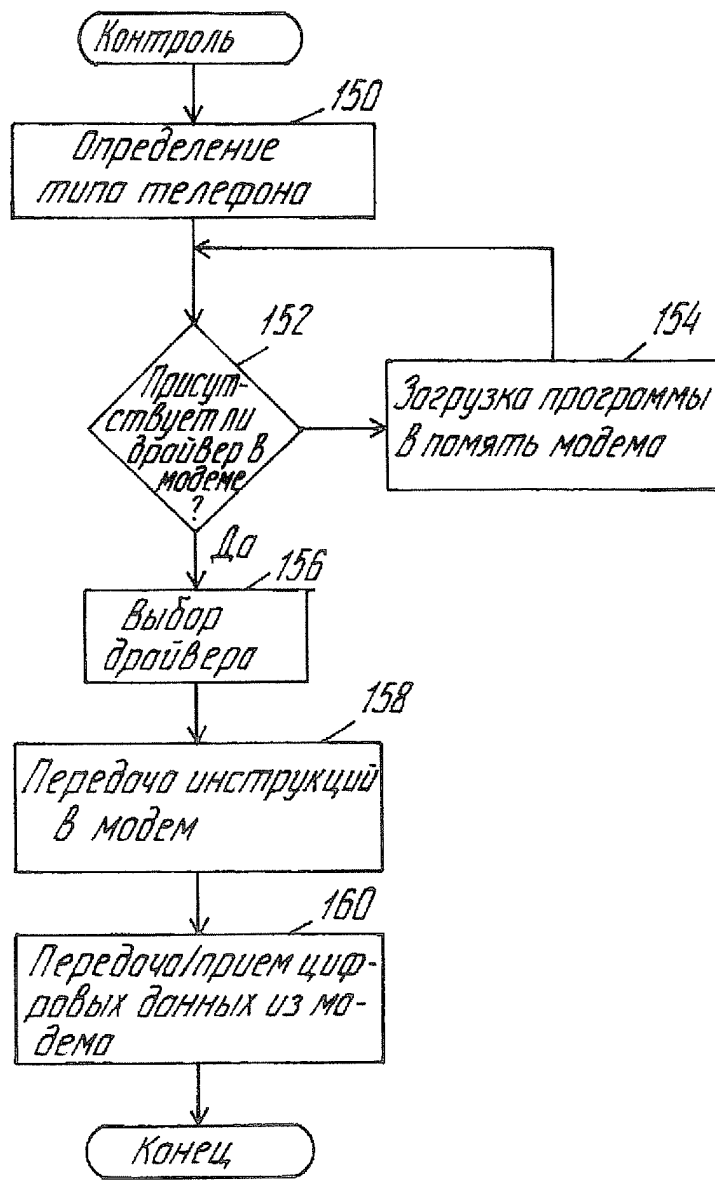 Контроль
150
Определение
типа телефона
152
Присут-
ствует ли
драйвер в
модеме
?
154
Загрузка программы
в память модема
Да
156
Выбор
драйвера
158
Передача инструкций
в модем
160
Передача/прием циф-
ровых данных из мо-
дема
Конец